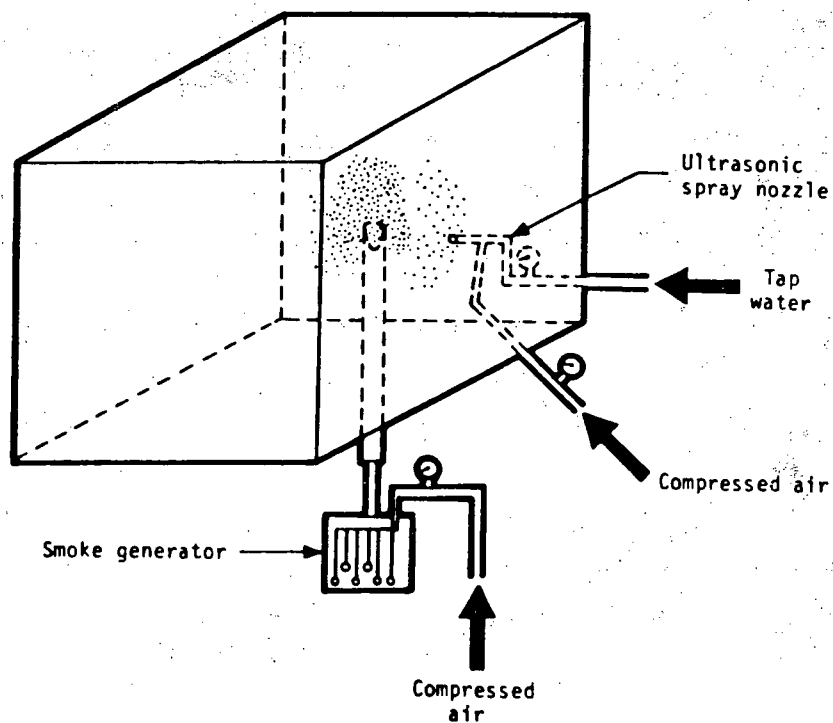 Ultrasonic
spray nozzle
Tap
water
Compressed air
Smoke generator
Compressed
air